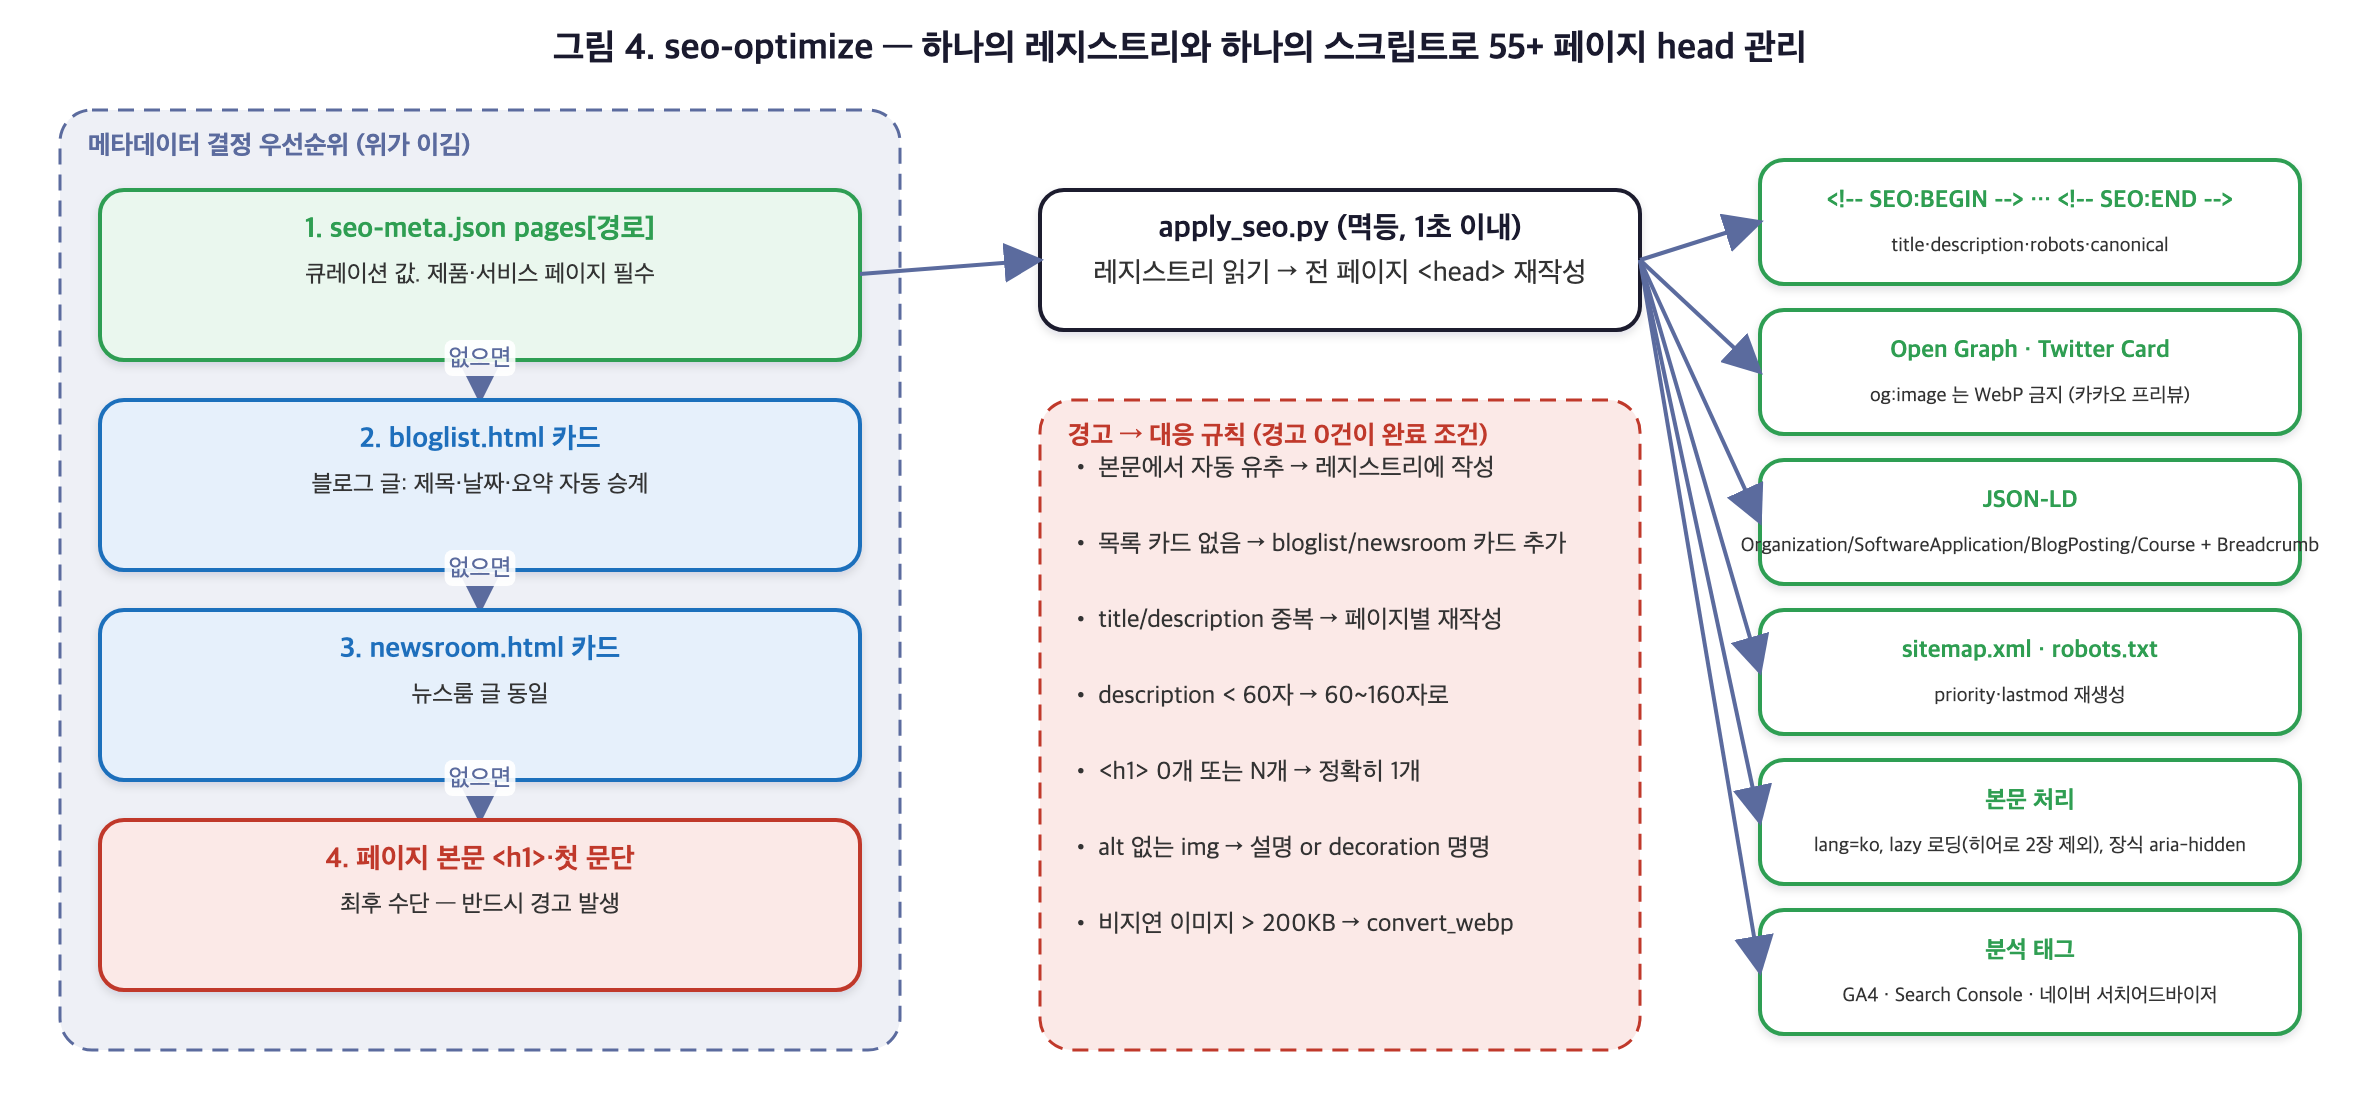 그림 4. seo-optimize — 하나의 레지스트리와 하나의 스크립트로 55+ 페이지 head 관리
메타데이터 결정 우선순위 (위가 이김)
1. seo-meta.json pages[경로]
큐레이션 값. 제품·서비스 페이지 필수
없으면
2. bloglist.html 카드
블로그 글: 제목·날짜·요약 자동 승계
없으면
3. newsroom.html 카드
뉴스룸 글 동일
없으면
4. 페이지 본문 <h1>·첫 문단
최후 수단 — 반드시 경고 발생
apply_seo.py (멱등, 1초 이내)
레지스트리 읽기 → 전 페이지 <head> 재작성
경고 → 대응 규칙 (경고 0건이 완료 조건)
• 본문에서 자동 유추 → 레지스트리에 작성
• 목록 카드 없음 → bloglist/newsroom 카드 추가
• title/description 중복 → 페이지별 재작성
• description < 60자 → 60~160자로
• <h1> 0개 또는 N개 → 정확히 1개
• alt 없는 img → 설명 or decoration 명명
• 비지연 이미지 > 200KB → convert_webp
<!-- SEO:BEGIN --> ··· <!-- SEO:END -->
title·description·robots·canonical
Open Graph · Twitter Card
og:image 는 WebP 금지 (카카오 프리뷰)
JSON-LD
Organization/SoftwareApplication/BlogPosting/Course + Breadcrumb
sitemap.xml · robots.txt
priority·lastmod 재생성
본문 처리
lang=ko, lazy 로딩(히어로 2장 제외), 장식 aria-hidden
분석 태그
GA4 · Search Console · 네이버 서치어드바이저